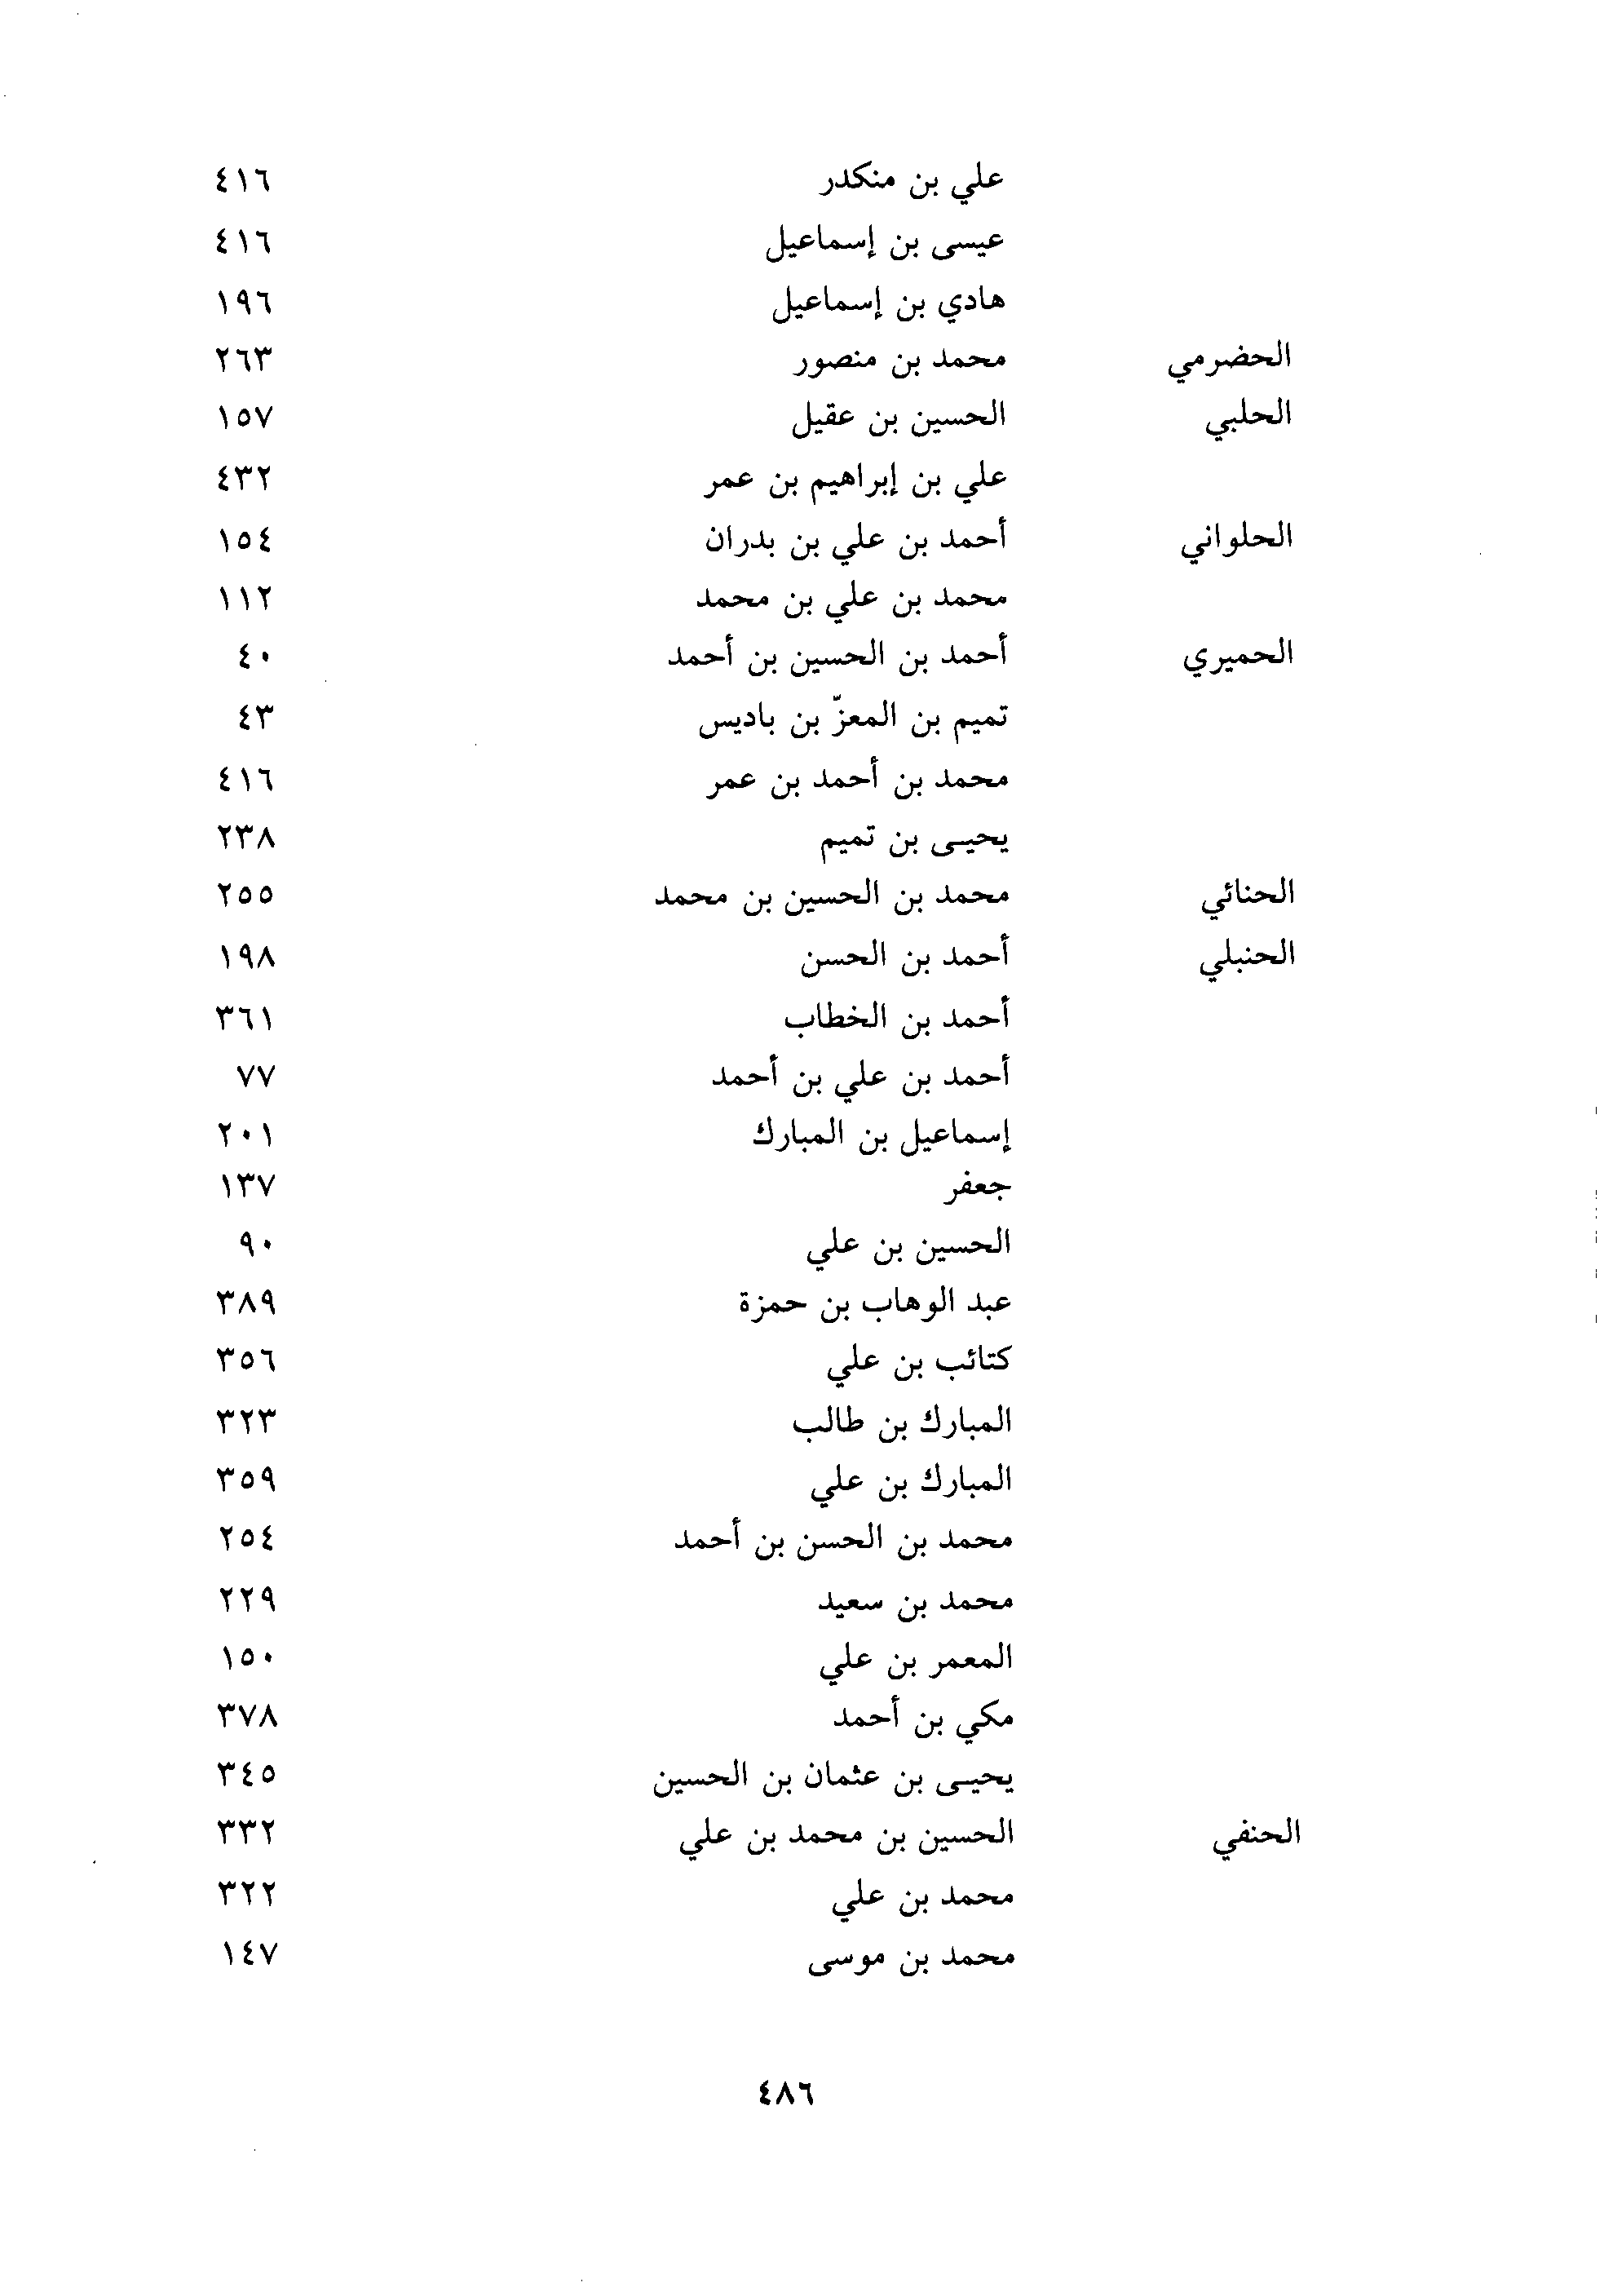 علي بن منكدر ٤١٦
عيسى بن إسماعيل ٤١٦
هادي بن إسماعيل ١٩٦
الحضرمي محمد بن منصور ٢٦٣
الحلبي الحسين بن عقيل ١٥٧
علي بن إبراهيم بن عمر ٤٣٢
الحلواني أحمد بن علي بن بدران ١٥٤
محمد بن علي بن محمد ١١٢
الحميري أحمد بن الحسين بن أحمد ٤٠
تميم بن المعزّ بن باديس ٤٣
محمد بن أحمد بن عمر ٤١٦
يحيى بن تميم ٢٣٨
الحنائي محمد بن الحسين بن محمد ٢٥٥
الحنبلي أحمد بن الحسن ١٩٨
أحمد بن الخطاب ٣٦١
أحمد بن علي بن أحمد ٧٧
إسماعيل بن المبارك ٢٠١
جعفر ١٣٧
الحسين بن علي ٩٠
عبد الوهاب بن حمزة ٣٨٩
كتائب بن علي ٣٥٦
المبارك بن طالب ٣٢٣
المبارك بن علي ٣٥٩
محمد بن الحسن بن أحمد ٢٥٤
محمد بن سعيد ٢٢٩
المعمر بن علي ١٥٠
مكي بن أحمد ٣٧٨
يحيى بن عثمان بن الحسين ٣٤٥
الحنفي الحسين بن محمد بن علي ٣٣٢
محمد بن علي ٣٢٢
محمد بن موسى ١٤٧
٤٨٦